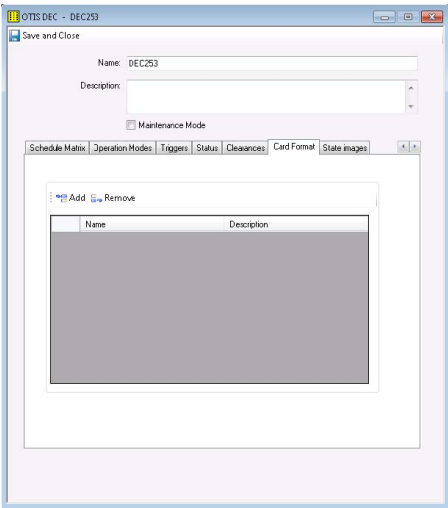 OTIS DEC - DEC253
Save and Close
Name: DEC253
Description:
Maintenance Mode
Schedule Matrix Operation Modes Triggers Status Clearances Card Format State images
Add Remove
Name Description